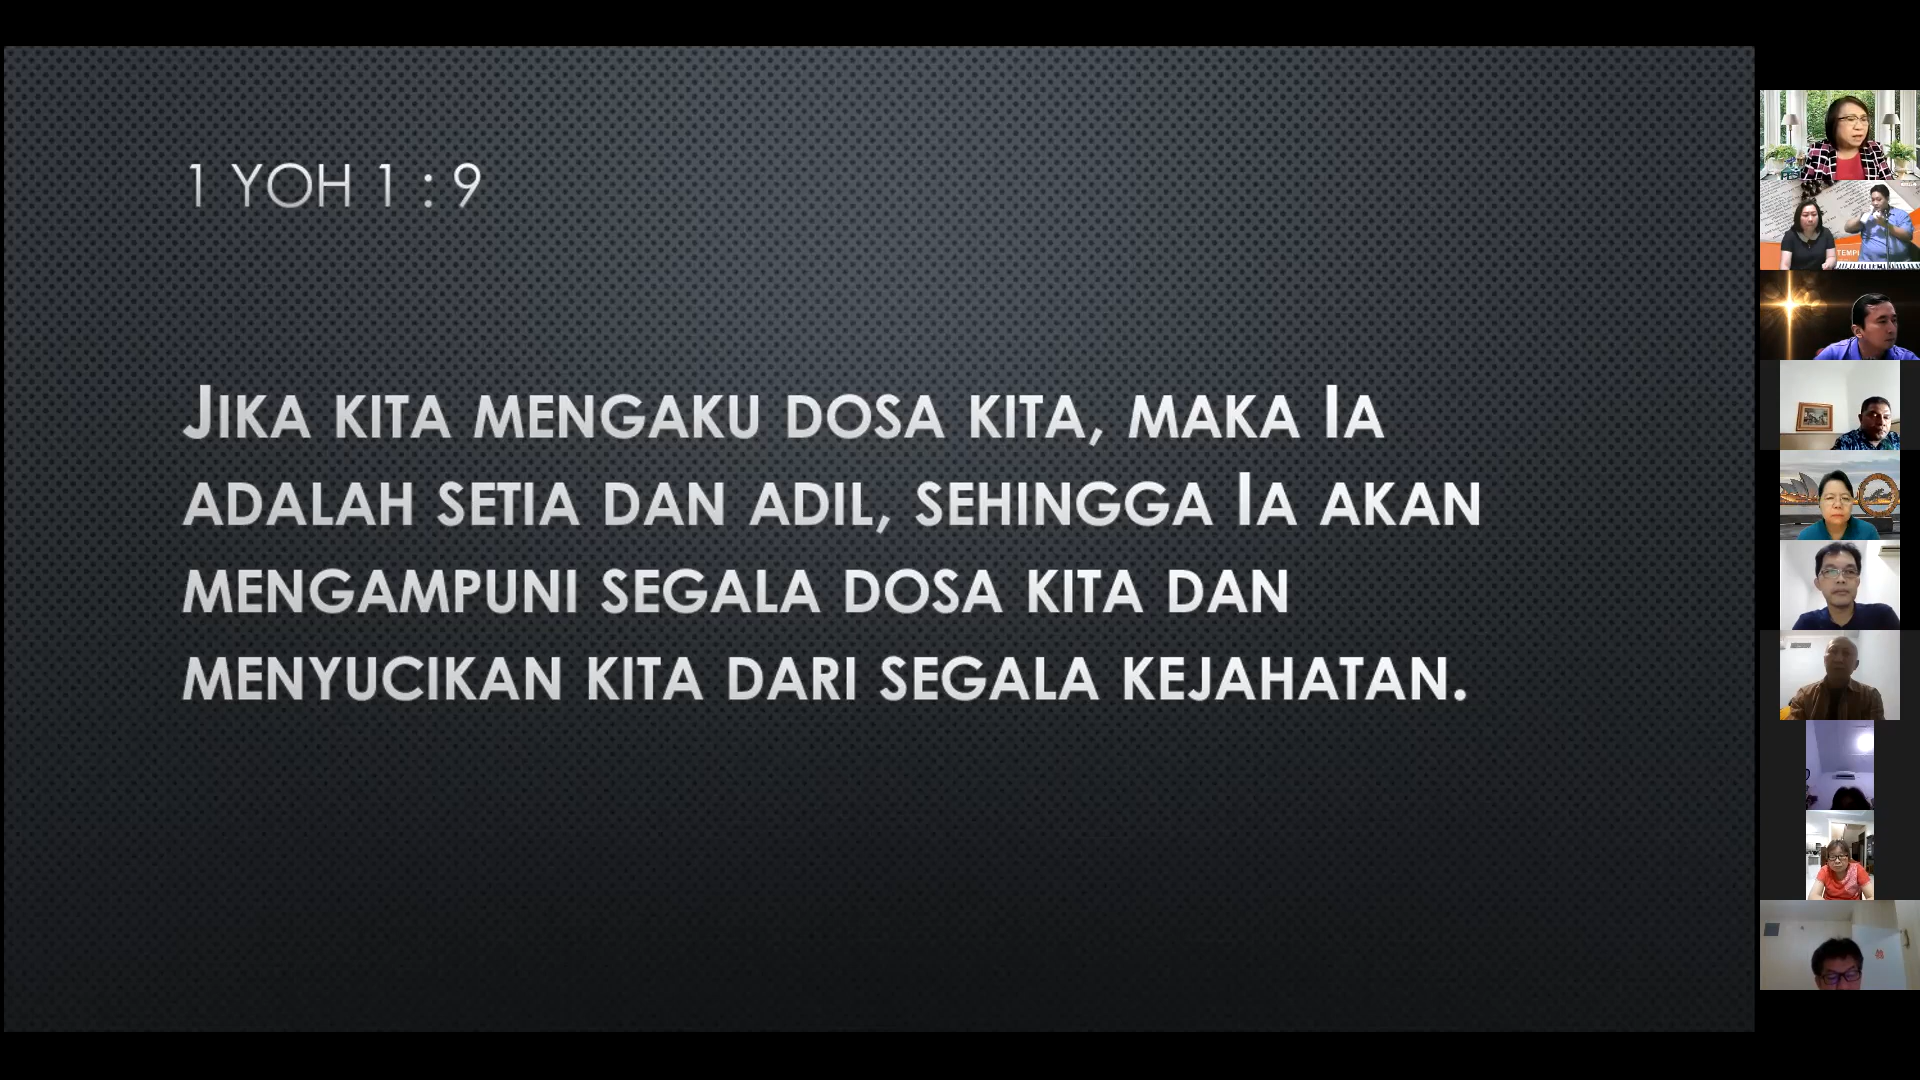 1 YOH 1 : 9
JIKA KITA MENGAKU DOSA KITA, MAKA IA
ADALAH SETIA DAN ADIL, SEHINGGA IA AKAN
MENGAMPUNI SEGALA DOSA KITA DAN
MENYUCIKAN KITA DARI SEGALA KEJAHATAN.